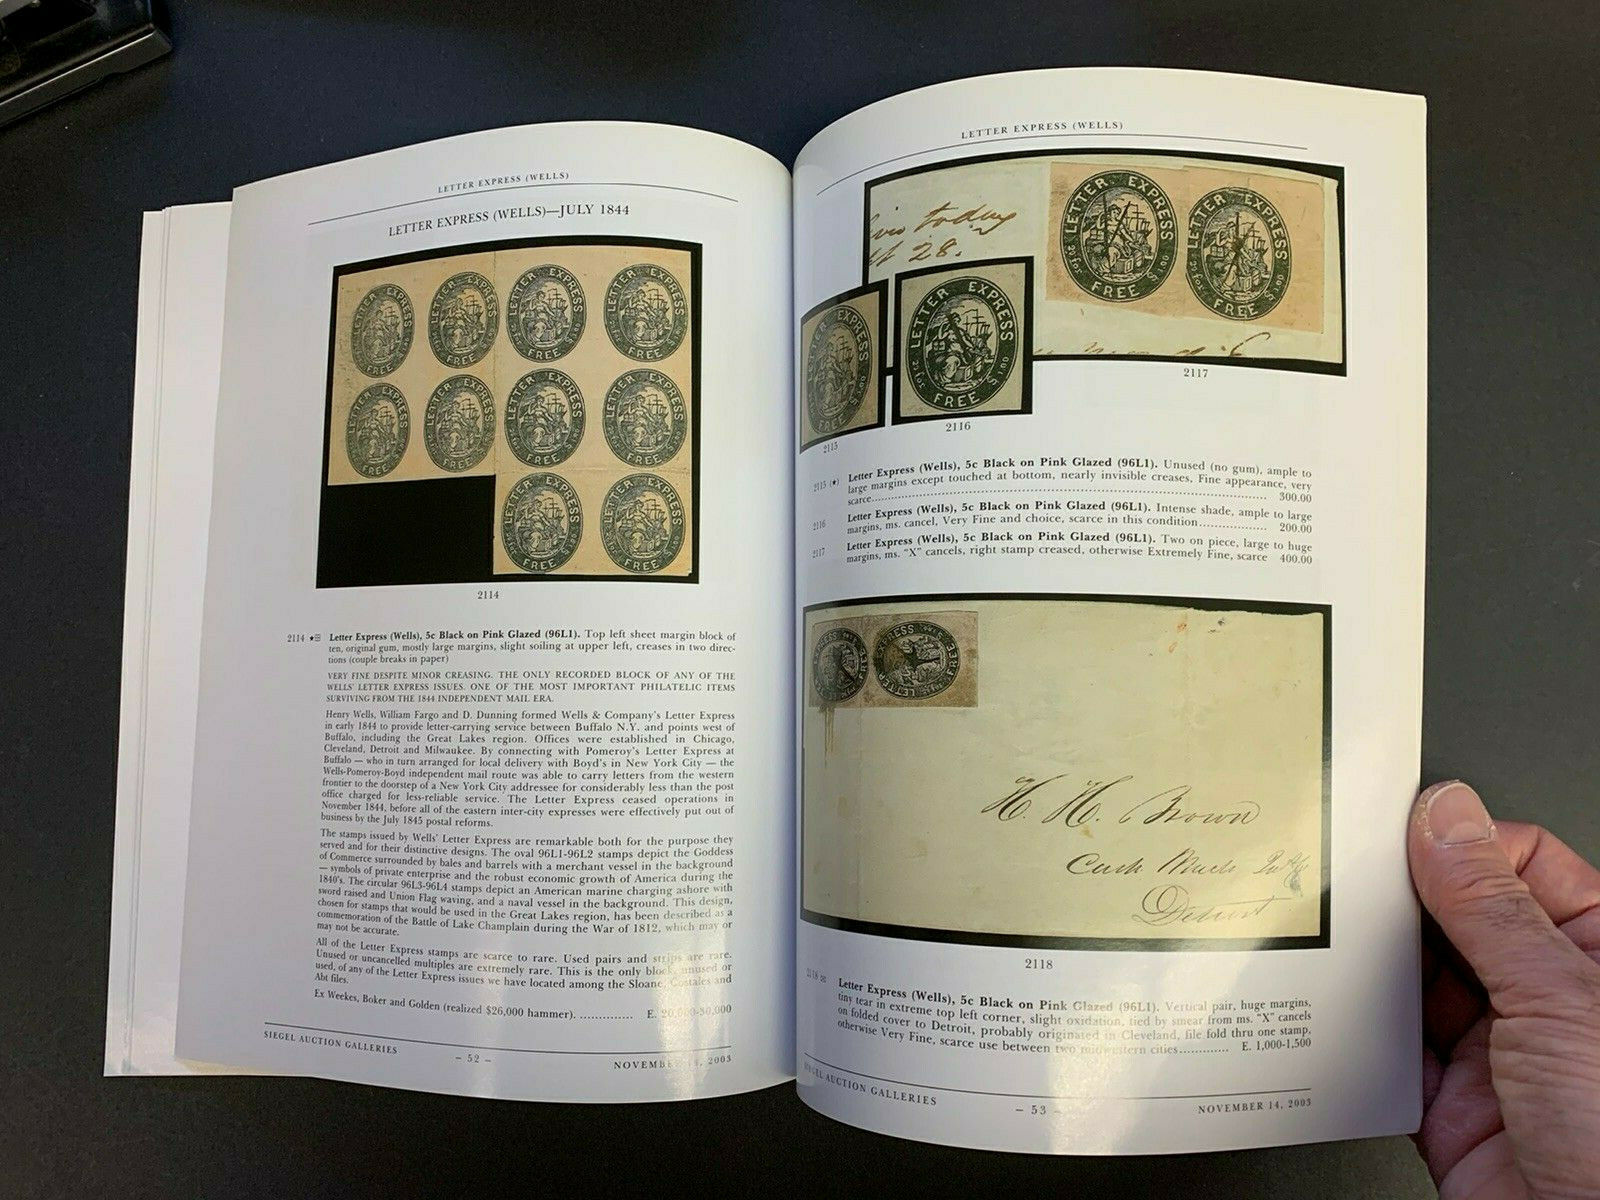 LETTER EXPRESS (WELLS)
LETTER EXPRESS (WELLS)—JULY 1844
LETTER EXPRESS
FREE
2114
2114 ★⊞ Letter Express (Wells), 5c Black on Pink Glazed (96L1). Top left sheet margin block of
ten, original gum, mostly large margins, slight soiling at upper left, creases in two direc-
tions (couple breaks in paper)
VERY FINE DESPITE MINOR CREASING. THE ONLY RECORDED BLOCK OF ANY OF THE
WELLS' LETTER EXPRESS ISSUES. ONE OF THE MOST IMPORTANT PHILATELIC ITEMS
SURVIVING FROM THE 1844 INDEPENDENT MAIL ERA.
Henry Wells, William Fargo and D. Dunning formed Wells & Company's Letter Express
in early 1844 to provide letter-carrying service between Buffalo N.Y. and points west of
Buffalo, including the Great Lakes region. Offices were established in Chicago,
Cleveland, Detroit and Milwaukee. By connecting with Pomeroy's Letter Express at
Buffalo — who in turn arranged for local delivery with Boyd's in New York City — the
Wells-Pomeroy-Boyd independent mail route was able to carry letters from the western
frontier to the doorstep of a New York City addressee for considerably less than the post
office charged for less-reliable service. The Letter Express ceased operations in
November 1844, before all of the eastern inter-city expresses were effectively put out of
business by the July 1845 postal reforms.
The stamps issued by Wells' Letter Express are remarkable both for the purpose they
served and for their distinctive designs. The oval 96L1-96L2 stamps depict the Goddess
of Commerce surrounded by bales and barrels with a merchant vessel in the background
— symbols of private enterprise and the robust economic growth of America during the
1840's. The circular 96L3-96L4 stamps depict an American marine charging ashore with
sword raised and Union Flag waving, and a naval vessel in the background. This design,
chosen for stamps that would be used in the Great Lakes region, has been described as a
commemoration of the Battle of Lake Champlain during the War of 1812, which may or
may not be accurate.
All of the Letter Express stamps are scarce to rare. Used pairs and strips are rare.
Unused or uncancelled multiples are extremely rare. This is the only block, unused or
used, of any of the Letter Express issues we have located among the Sloane, Costales and
Abt files.
Ex Weekes, Boker and Golden (realized $26,000 hammer). .............. E. 20,000-30,000
SIEGEL AUCTION GALLERIES – 52 – NOVEMBER 14, 2003
LETTER EXPRESS (WELLS)
today
28.
LETTER EXPRESS
20 FOR $1.00
FREE
LETTER EXPRESS
20 FOR $1.00
FREE
2117
LETTER EXPRESS
20 FOR $1.00
FREE
2116
2115
2115 (★) Letter Express (Wells), 5c Black on Pink Glazed (96L1). Unused (no gum), ample to
large margins except touched at bottom, nearly invisible creases, Fine appearance, very
scarce.......... 300.00
2116 Letter Express (Wells), 5c Black on Pink Glazed (96L1). Intense shade, ample to large
margins, ms. cancel, Very Fine and choice, scarce in this condition.................. 200.00
2117 Letter Express (Wells), 5c Black on Pink Glazed (96L1). Two on piece, large to huge
margins, ms. "X" cancels, right stamp creased, otherwise Extremely Fine, scarce 400.00
H. H. Brown
Detroit
2118
2118 ✉ Letter Express (Wells), 5c Black on Pink Glazed (96L1). Vertical pair, huge margins,
tiny tear in extreme top left corner, slight oxidation, tied by smear from ms. "X" cancels
on folded cover to Detroit, probably originated in Cleveland, file fold thru one stamp,
otherwise Very Fine, scarce use between two midwestern cities............. E. 1,000-1,500
SIEGEL AUCTION GALLERIES – 53 – NOVEMBER 14, 2003